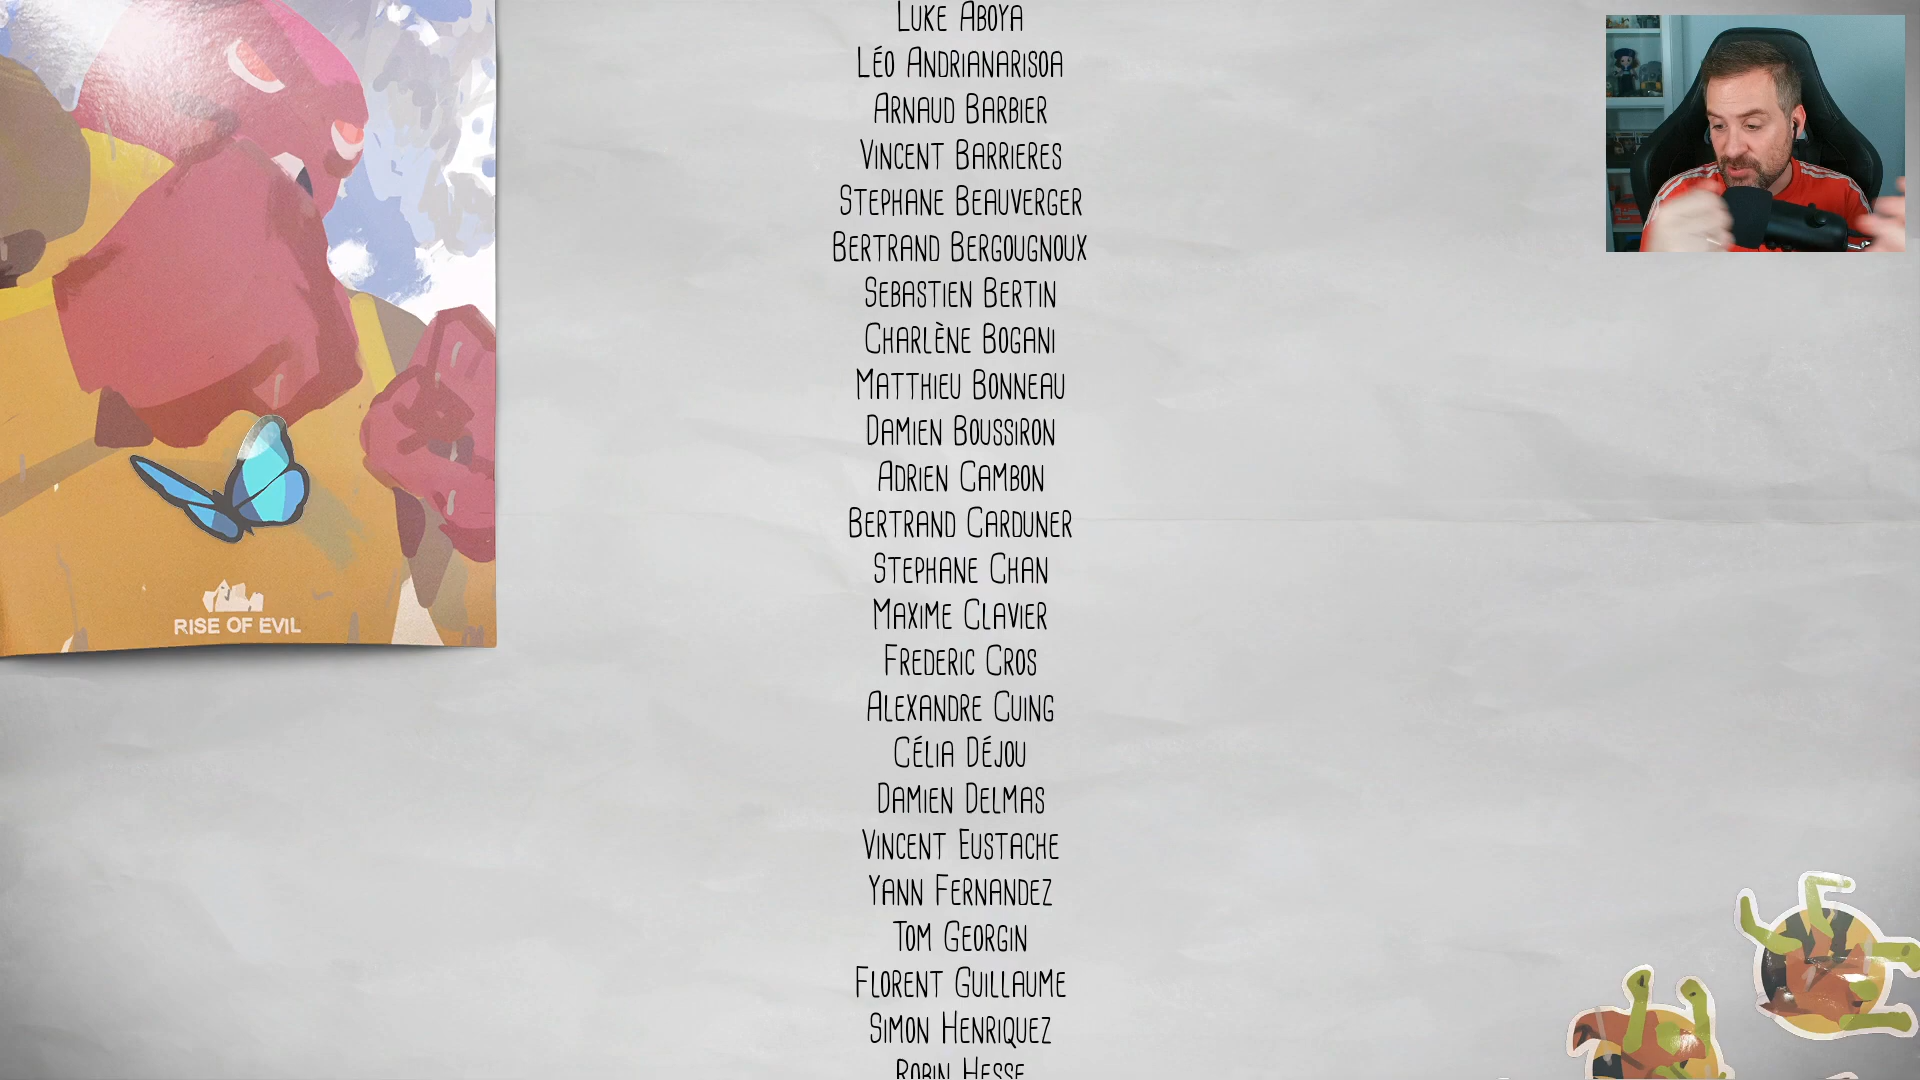 Luke Aboya
Léo Andrianarisoa
Arnaud Barbier
Vincent Barrieres
Stephane Beauverger
Bertrand Bergougnoux
Sebastien Bertin
Charlène Bogani
Matthieu Bonneau
Damien Boussiron
Adrien Cambon
Bertrand Carduner
Stephane Chan
Maxime Clavier
Frederic Cros
Alexandre Cuing
Célia Déjou
Damien Delmas
Vincent Eustache
Yann Fernandez
Tom Georgin
Florent Guillaume
Simon Henriquez
Robin Hesse
RISE OF EVIL